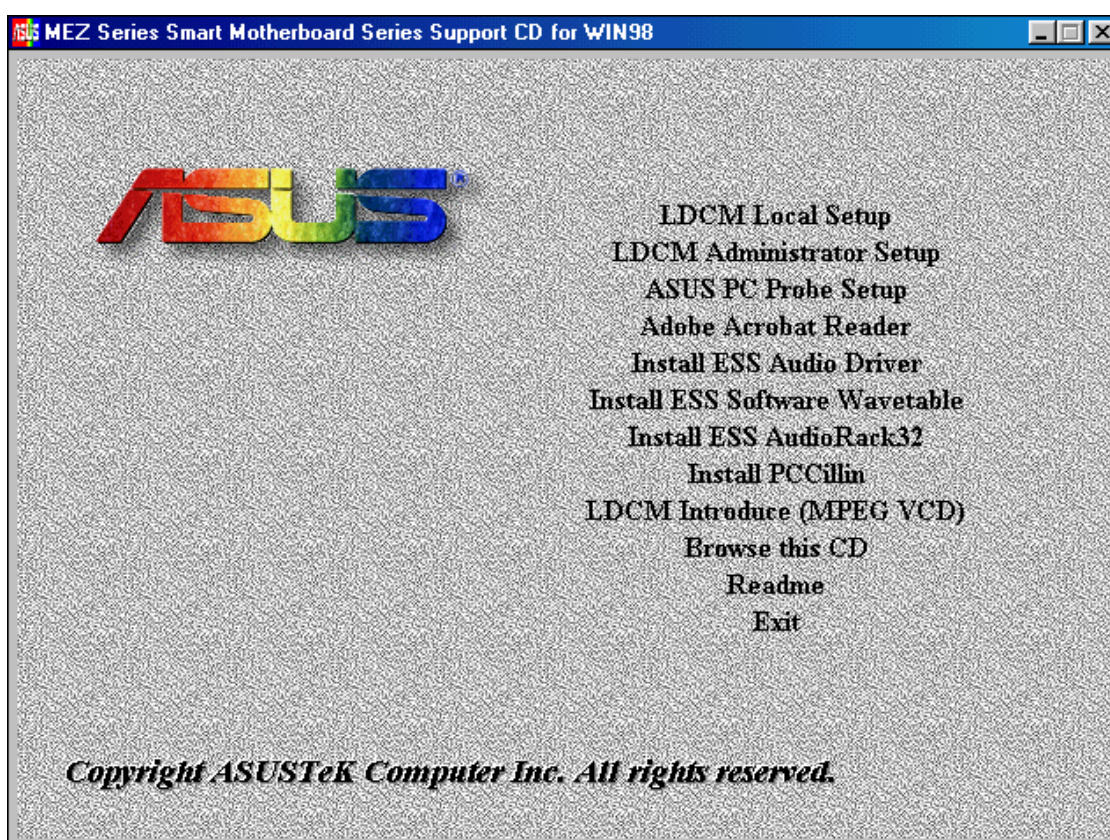 MEZ Series Smart Motherboard Series Support CD for WIN98
ASUS®
LDCM Local Setup
LDCM Administrator Setup
ASUS PC Probe Setup
Adobe Acrobat Reader
Install ESS Audio Driver
Install ESS Software Wavetable
Install ESS AudioRack32
Install PCCillin
LDCM Introduce (MPEG VCD)
Browse this CD
Readme
Exit
Copyright ASUSTeK Computer Inc. All rights reserved.